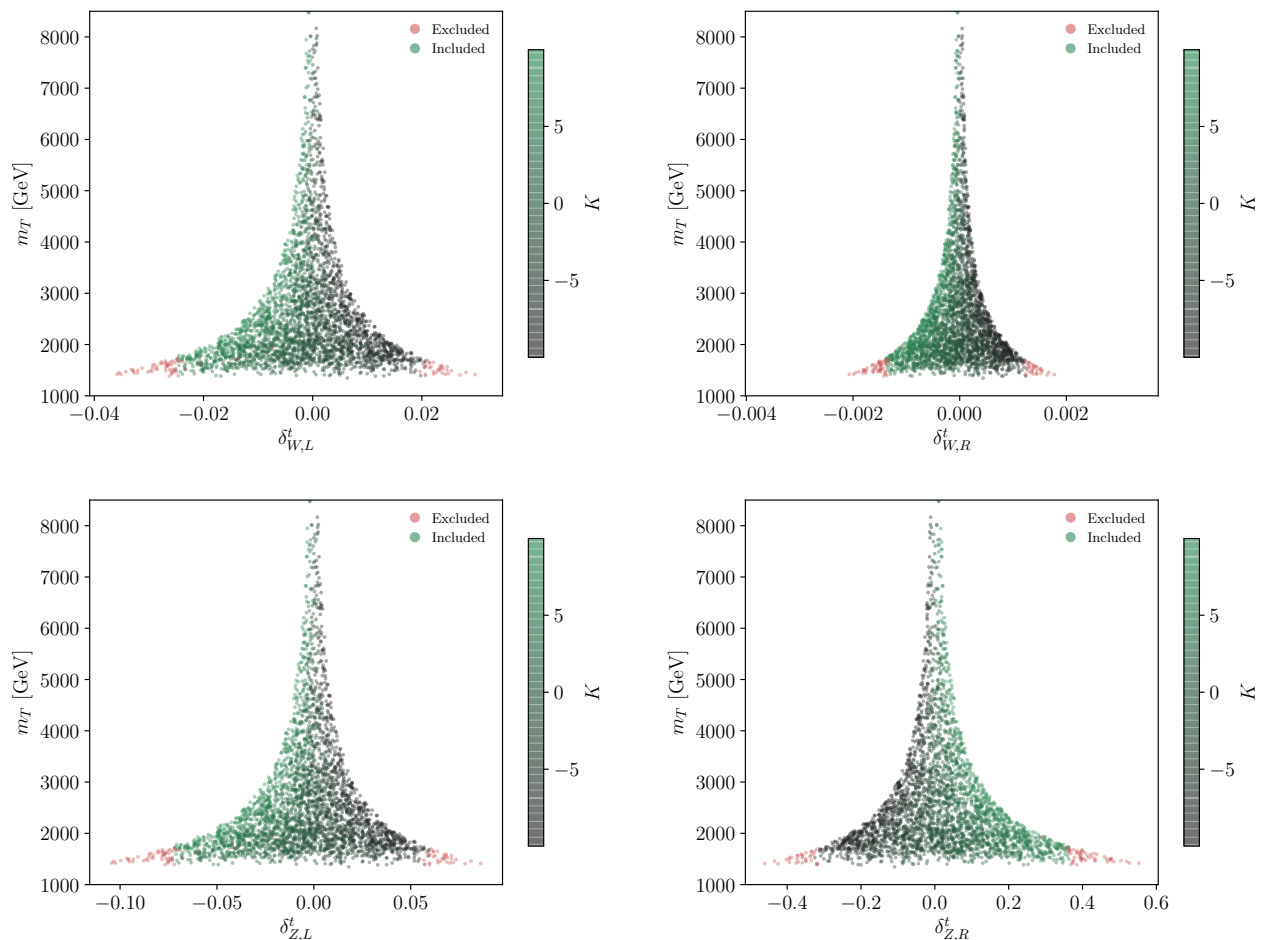 8000
7000
6000
5000
4000
3000
2000
1000
m_T [GeV]
−0.04 −0.02 0.00 0.02
δ^t_{W,L}
Excluded
Included
5
0
−5
K
8000
7000
6000
5000
4000
3000
2000
1000
m_T [GeV]
−0.004 −0.002 0.000 0.002
δ^t_{W,R}
Excluded
Included
5
0
−5
K
8000
7000
6000
5000
4000
3000
2000
1000
m_T [GeV]
−0.10 −0.05 0.00 0.05
δ^t_{Z,L}
Excluded
Included
5
0
−5
K
8000
7000
6000
5000
4000
3000
2000
1000
m_T [GeV]
−0.4 −0.2 0.0 0.2 0.4 0.6
δ^t_{Z,R}
Excluded
Included
5
0
−5
K